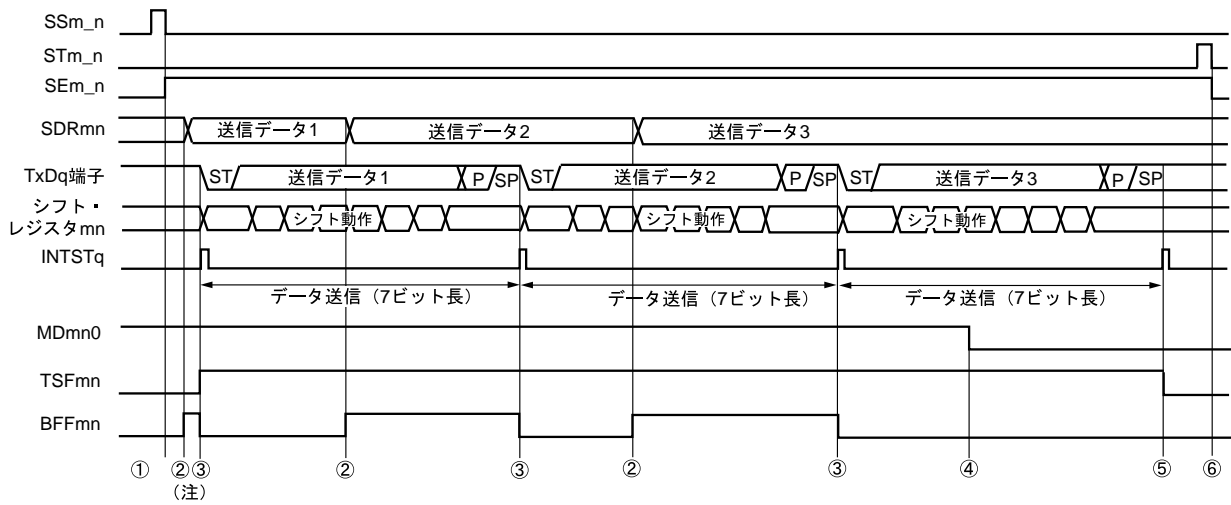 SSm_n
STm_n
SEm_n
SDRmn 送信データ1 送信データ2 送信データ3
TxDq端子 ST 送信データ1 P SP ST 送信データ2 P SP ST 送信データ3 P SP
シフト・
レジスタmn シフト動作 シフト動作 シフト動作
INTSTq
データ送信（7ビット長） データ送信（7ビット長） データ送信（7ビット長）
MDmn0
TSFmn
BFFmn
① ② ③ ② ③ ② ③ ④ ⑤ ⑥
（注）